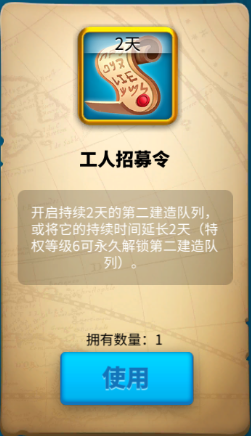 2天
工人招募令
开启持续2天的第二建造队列，
或将它的持续时间延长2天（特
权等级6可永久解锁第二建造队
列）。
拥有数量：1
使用